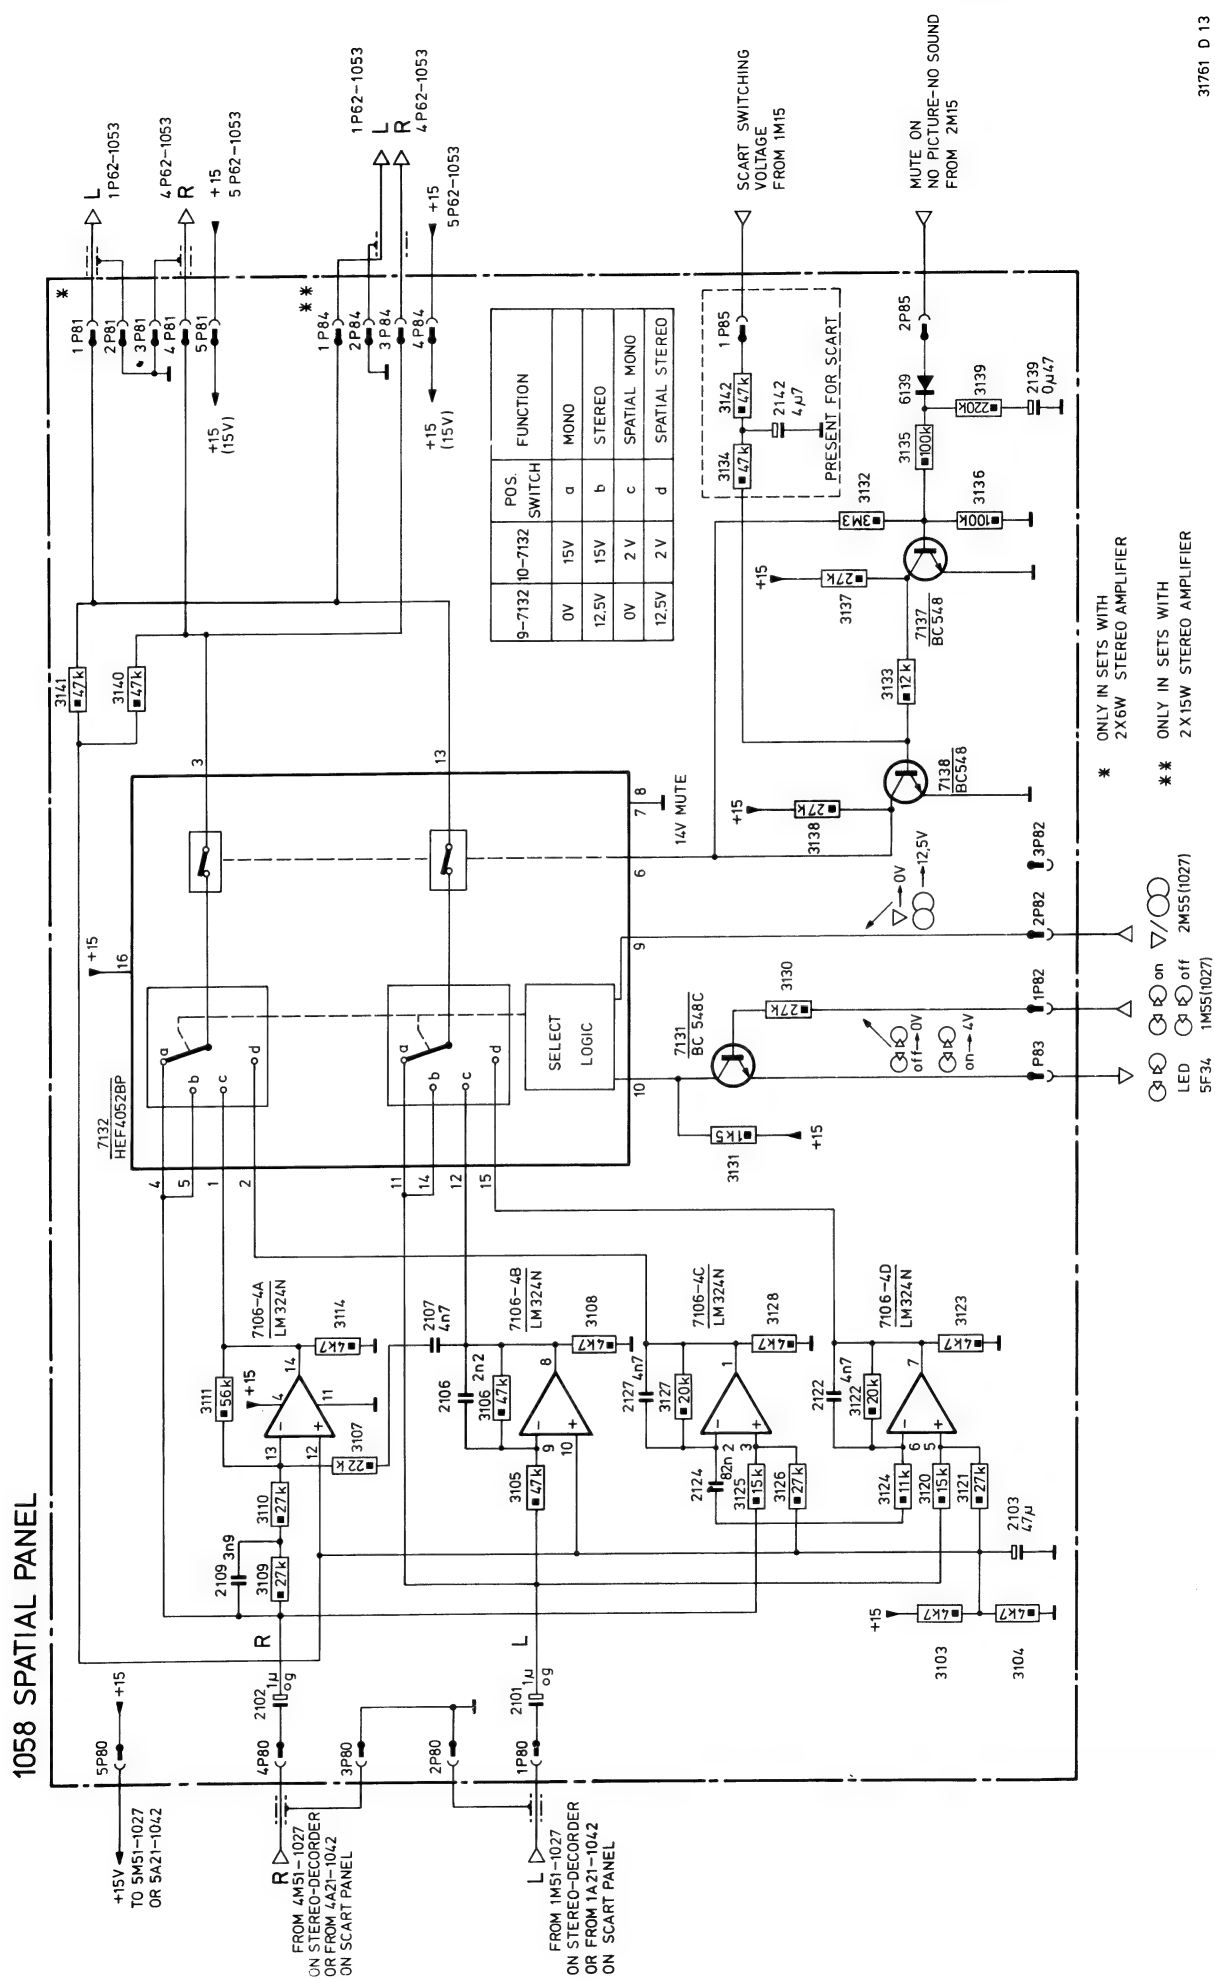 1058 SPATIAL PANEL
+15V
TO 5M51-1027
OR 5A21-1042
5P80
+15
R
FROM 4M51-1027
ON STEREO-DECORDER
OR FROM 4A21-1042
ON SCART PANEL
4P80
3P80
2P80
1P80
L
FROM 1M51-1027
ON STEREO-DECORDER
OR FROM 1A21-1042
ON SCART PANEL
2102
1µ
g
R
2101
1µ
g
L
2109
3n9
3109
27k
3110
27k
3111
56k
+15
4
13
12
14
11
-
+
7106-4A
LM324N
3114
4k7
3107
22k
2107
4n7
2106
2n2
3106
47k
3105
47k
9
10
8
-
+
7106-4B
LM324N
3108
4k7
2127
4n7
3127
20k
2124
82n
2
3
1
-
+
7106-4C
LM324N
3128
4k7
3125
15k
3126
27k
2122
4n7
3122
20k
3124
11k
3120
15k
3121
27k
6
5
7
-
+
7106-4D
LM324N
3123
4k7
2103
47µ
+15
3103
4k7
3104
4k7
7132
HEF4052BP
4
5
1
2
11
14
12
15
a
b
c
d
a
b
c
d
+15
16
3
13
SELECT
LOGIC
10
9
6
7
8
14V MUTE
3141
47k
3140
47k
3131
1k5
+15
7131
BC 548C
3130
27k
off→0V
on→4V
→0V
→12,5V
P83
1P82
2P82
3P82
LED
5F34
on
off
1M55(1027)
/
2M55(1027)
+15
3138
27k
7138
BC548
3133
12k
+15
3137
27k
7137
BC548
3132
3M3
3136
100k
3135
100k
6139
3139
220k
2139
0µ47
2P85
MUTE ON
NO PICTURE-NO SOUND
FROM 2M15
3134
47k
3142
47k
2142
4µ7
PRESENT FOR SCART
1P85
SCART SWITCHING
VOLTAGE
FROM 1M15
9-7132 10-7132 POS. SWITCH FUNCTION
0V 15V a MONO
12,5V 15V b STEREO
0V 2V c SPATIAL MONO
12,5V 2V d SPATIAL STEREO
*
1P81
2P81
3P81
4P81
5P81
+15
(15V)
L
1P62-1053
4P62-1053
R
+15
5P62-1053
**
1P84
2P84
3P84
4P84
+15
(15V)
1P62-1053
L
R
4P62-1053
+15
5P62-1053
* ONLY IN SETS WITH
2X6W STEREO AMPLIFIER
** ONLY IN SETS WITH
2X15W STEREO AMPLIFIER
31761 D 13